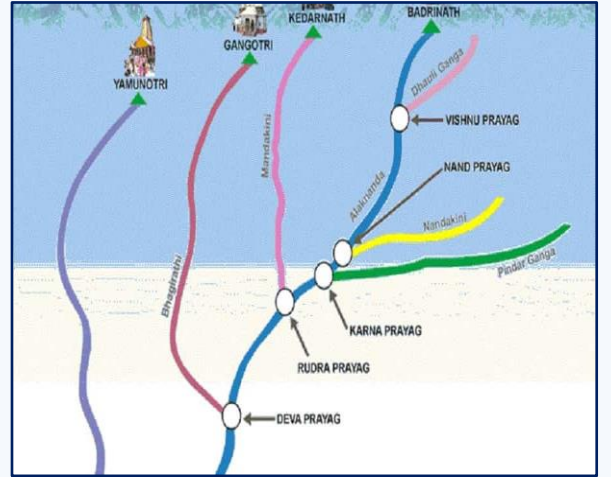 KEDARNATH
BADRINATH
GANGOTRI
YAMUNOTRI
Dhauli Ganga
VISHNU PRAYAG
Mandakini
NAND PRAYAG
Alaknanda
Nandakini
Pindar Ganga
Bhagirathi
KARNA PRAYAG
RUDRA PRAYAG
DEVA PRAYAG